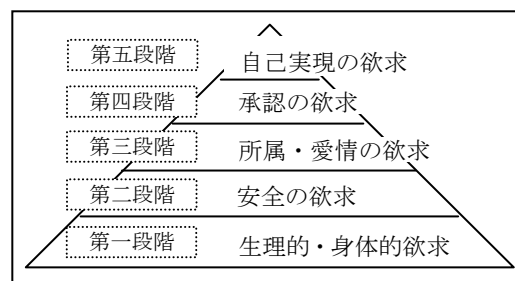 第五段階 自己実現の欲求
第四段階 承認の欲求
第三段階 所属・愛情の欲求
第二段階 安全の欲求
第一段階 生理的・身体的欲求